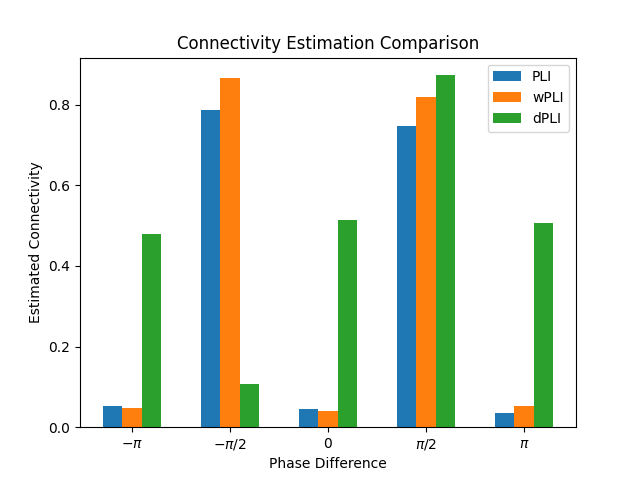 Connectivity Estimation Comparison
PLI
wPLI
dPLI
0.8
0.6
0.4
0.2
0.0
Estimated Connectivity
−π
−π/2
0
π/2
π
Phase Difference